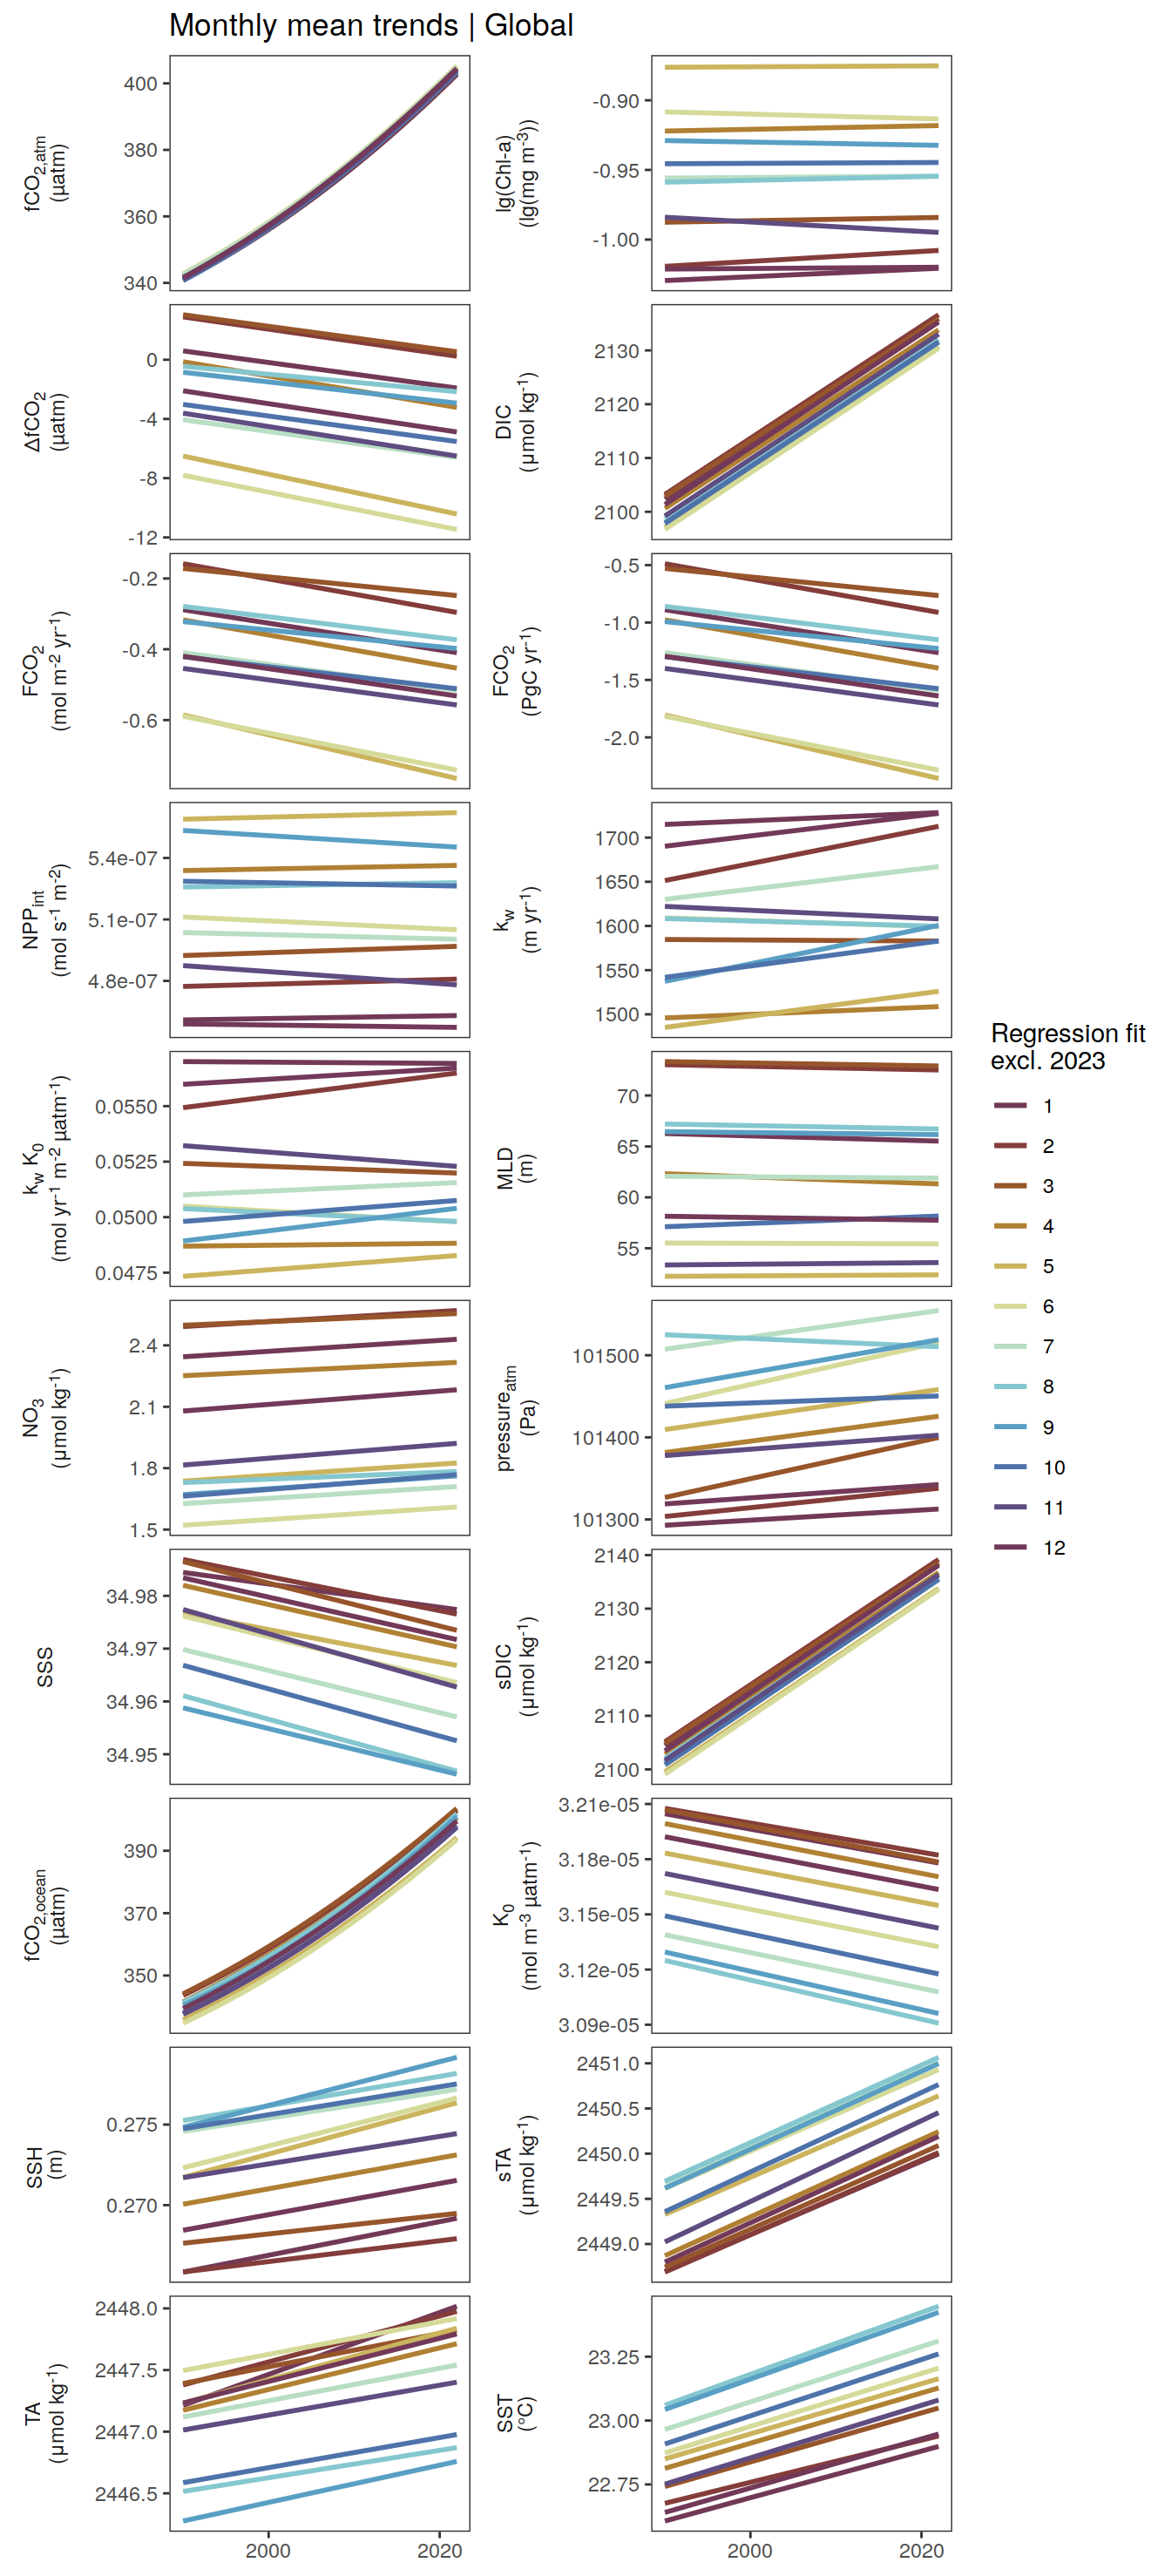 Monthly mean trends | Global
fCO2,atm
(µatm)
400
380
360
340
lg(Chl-a)
(lg(mg m-3))
-0.90
-0.95
-1.00
ΔfCO2
(µatm)
0
-4
-8
-12
DIC
(µmol kg-1)
2130
2120
2110
2100
FCO2
(mol m-2 yr-1)
-0.2
-0.4
-0.6
FCO2
(PgC yr-1)
-0.5
-1.0
-1.5
-2.0
NPPint
(mol s-1 m-2)
5.4e-07
5.1e-07
4.8e-07
kw
(m yr-1)
1700
1650
1600
1550
1500
kw K0
(mol yr-1 m-2 µatm-1)
0.0550
0.0525
0.0500
0.0475
MLD
(m)
70
65
60
55
NO3
(µmol kg-1)
2.4
2.1
1.8
1.5
pressureatm
(Pa)
101500
101400
101300
SSS
34.98
34.97
34.96
34.95
sDIC
(µmol kg-1)
2140
2130
2120
2110
2100
fCO2,ocean
(µatm)
390
370
350
K0
(mol m-3 µatm-1)
3.21e-05
3.18e-05
3.15e-05
3.12e-05
3.09e-05
SSH
(m)
0.275
0.270
sTA
(µmol kg-1)
2451.0
2450.5
2450.0
2449.5
2449.0
TA
(µmol kg-1)
2448.0
2447.5
2447.0
2446.5
SST
(°C)
23.25
23.00
22.75
2000
2020
2000
2020
Regression fit
excl. 2023
1
2
3
4
5
6
7
8
9
10
11
12